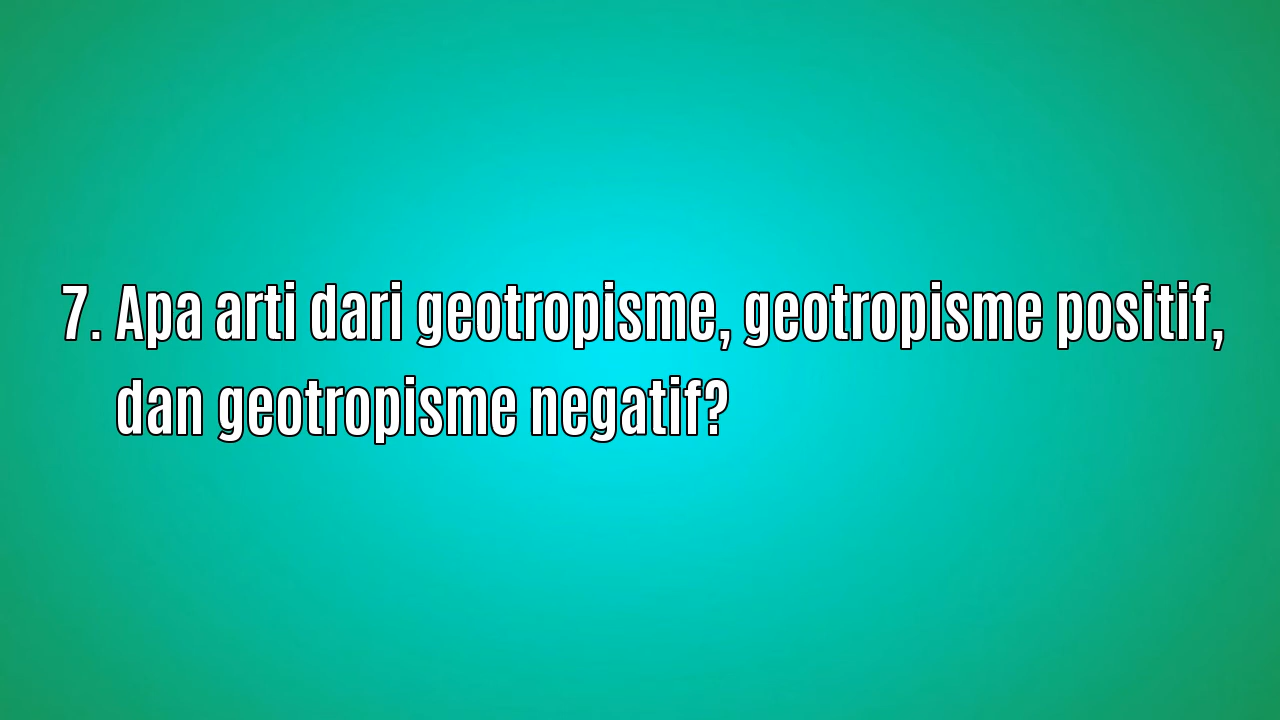 7. Apa arti dari geotropisme, geotropisme positif,
dan geotropisme negatif?